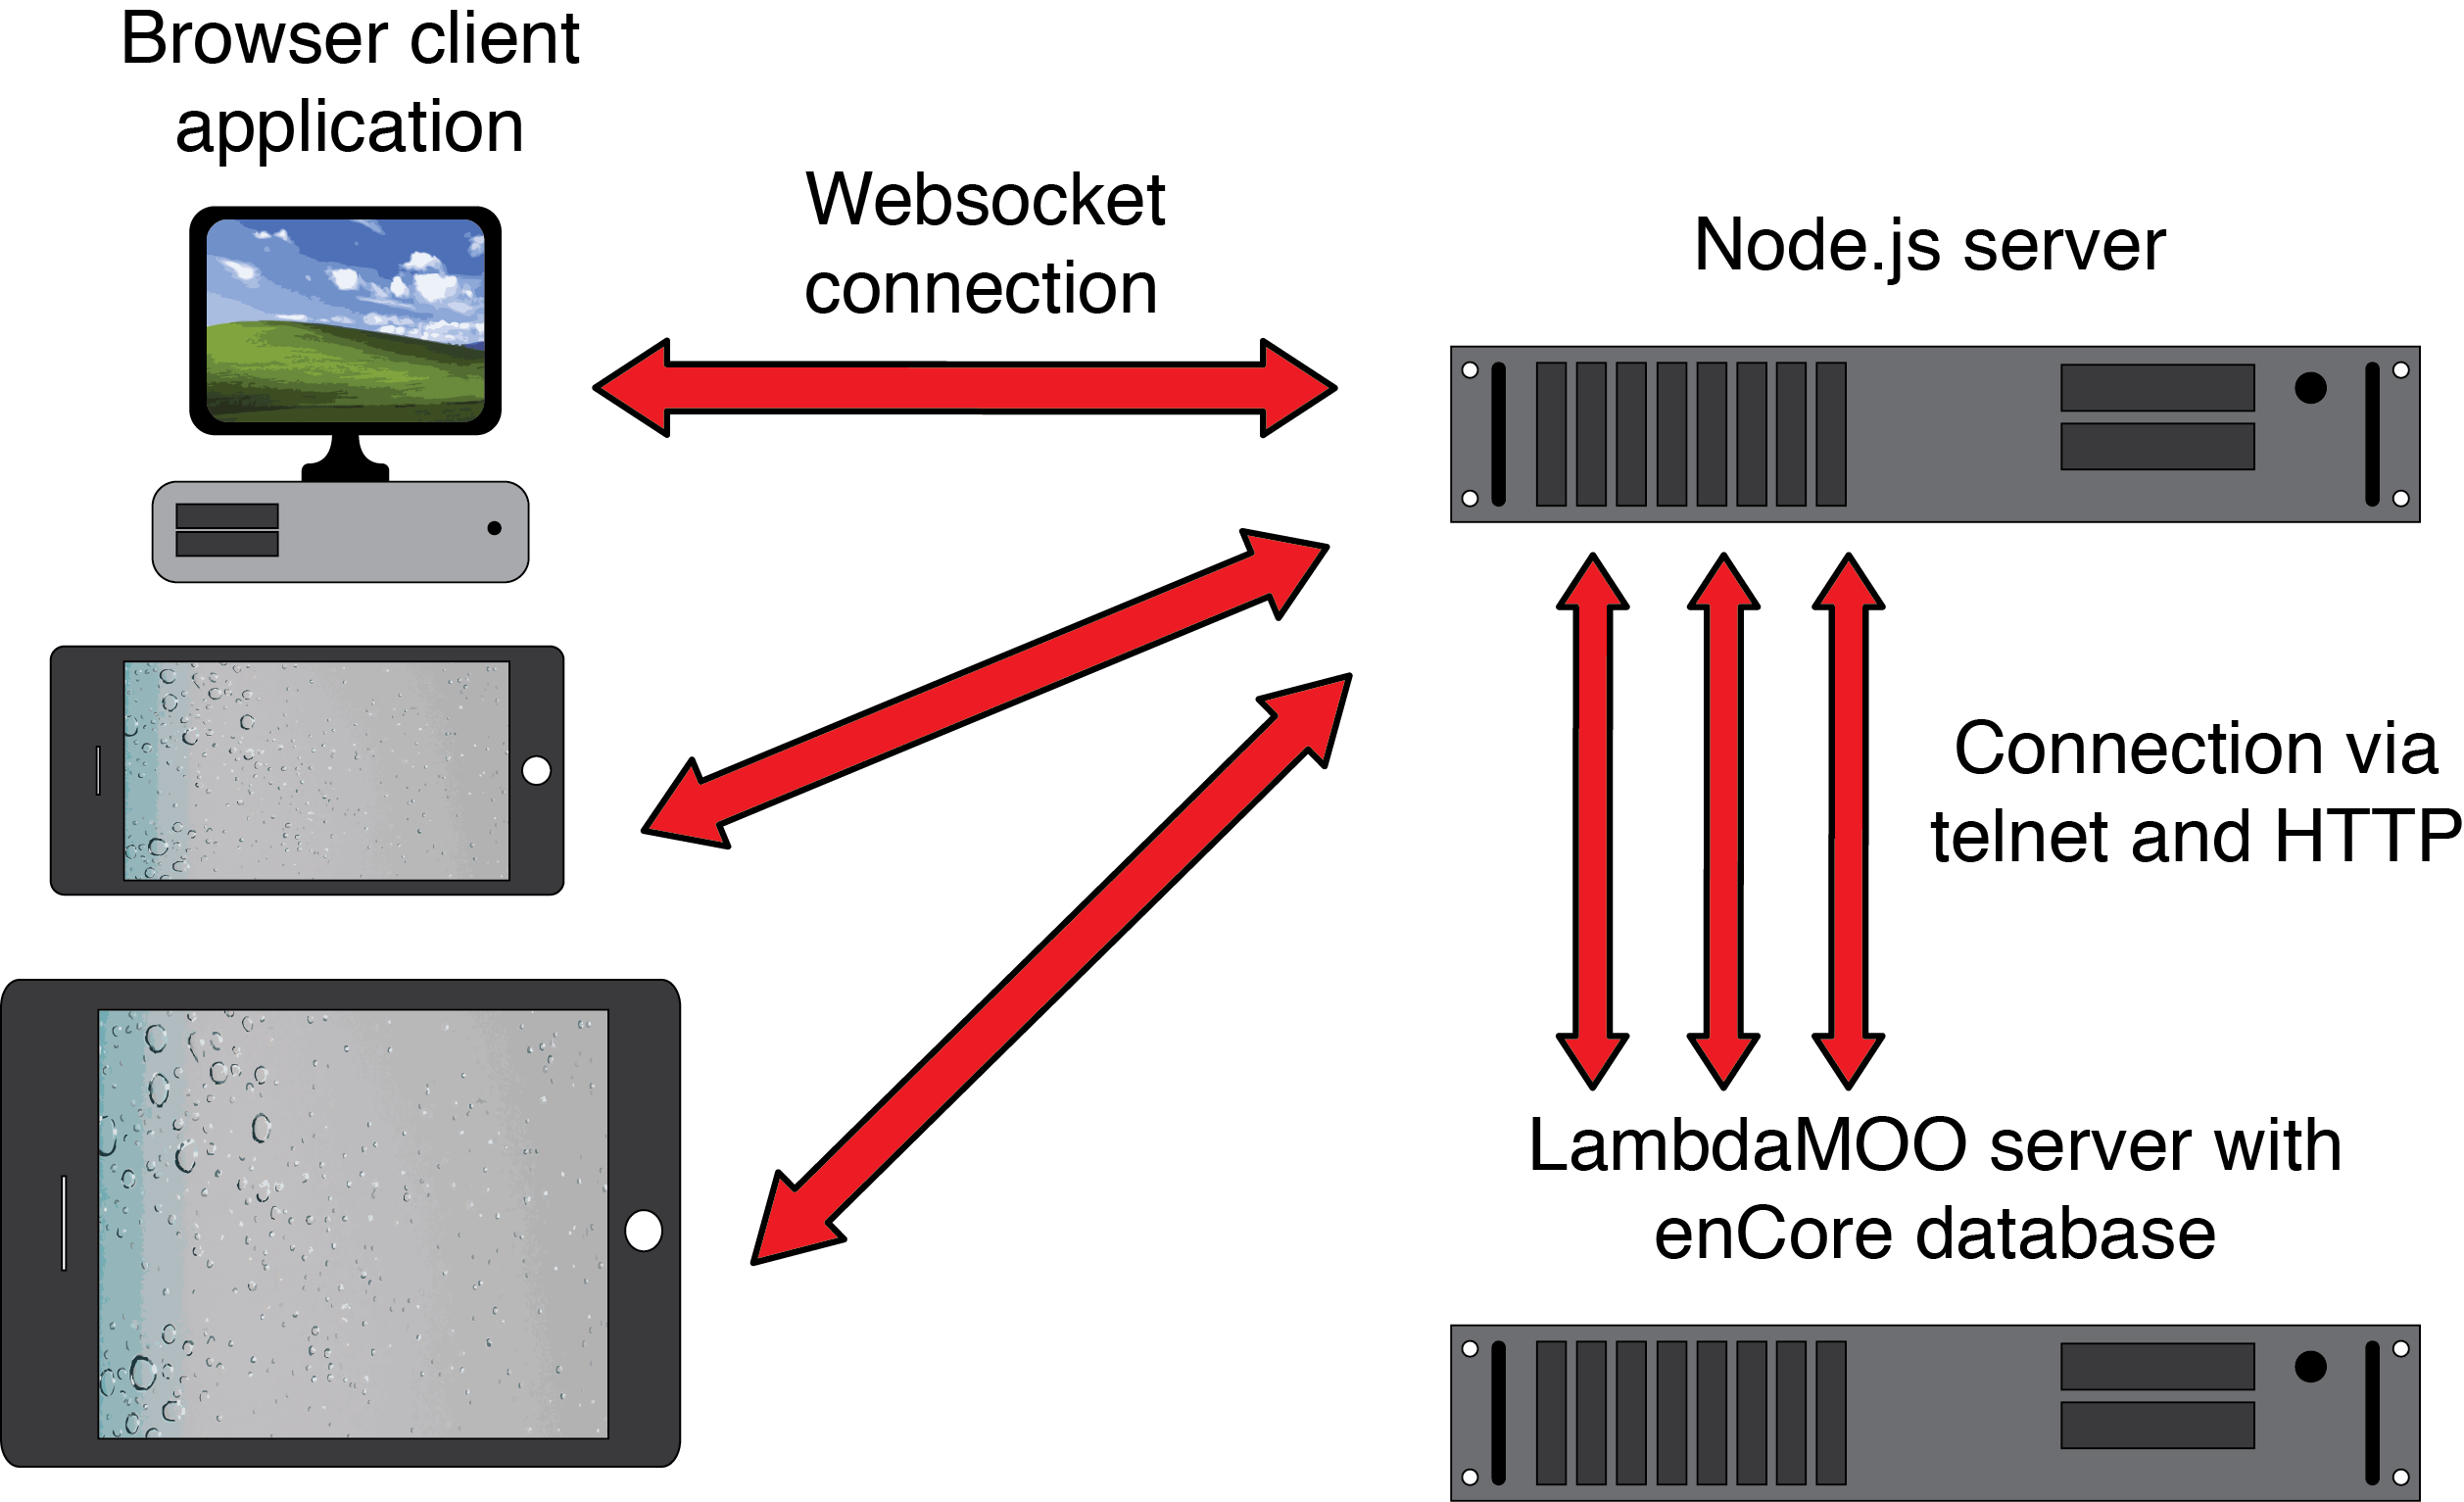 Browser client
application
Websocket
connection
Node.js server
Connection via
telnet and HTTP
LambdaMOO server with
enCore database